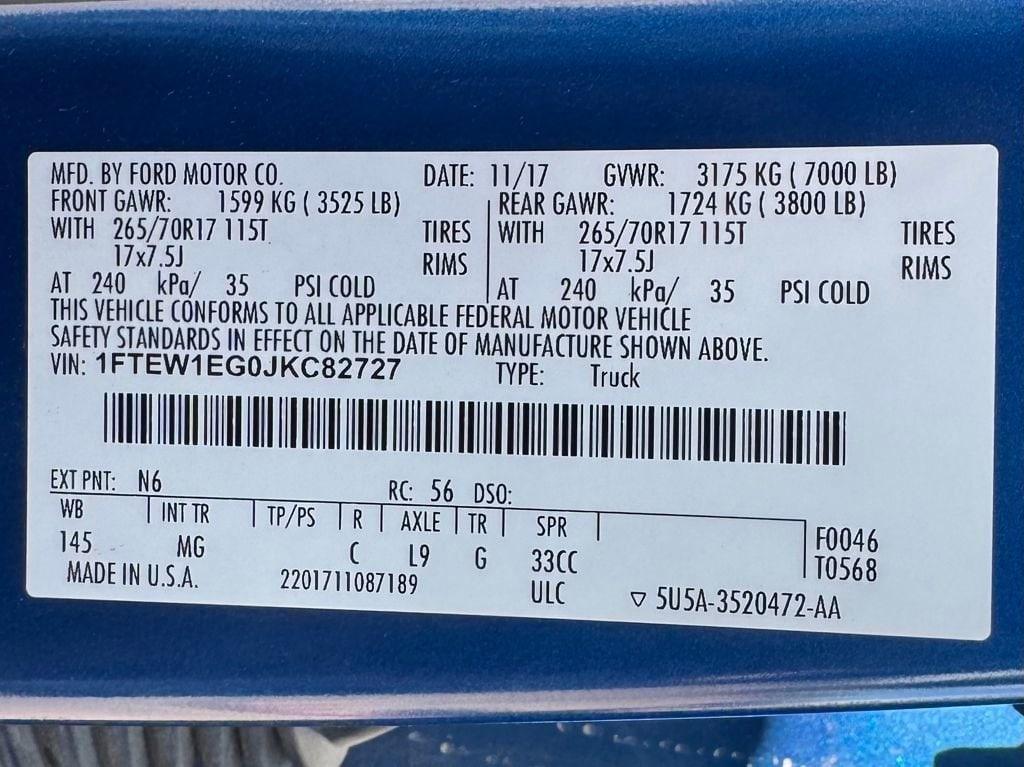 MFD. BY FORD MOTOR CO. DATE: 11/17 GVWR: 3175 KG ( 7000 LB)
FRONT GAWR: 1599 KG ( 3525 LB) REAR GAWR: 1724 KG ( 3800 LB)
WITH 265/70R17 115T TIRES WITH 265/70R17 115T TIRES
17x7.5J RIMS 17x7.5J RIMS
AT 240 kPa/ 35 PSI COLD AT 240 kPa/ 35 PSI COLD
THIS VEHICLE CONFORMS TO ALL APPLICABLE FEDERAL MOTOR VEHICLE
SAFETY STANDARDS IN EFFECT ON THE DATE OF MANUFACTURE SHOWN ABOVE.
VIN: 1FTEW1EG0JKC82727 TYPE: Truck
EXT PNT: N6 RC: 56 DSO:
WB INT TR TP/PS R AXLE TR SPR F0046
145 MG C L9 G 33CC T0568
MADE IN U.S.A. 2201711087189 ULC ▽ 5U5A-3520472-AA